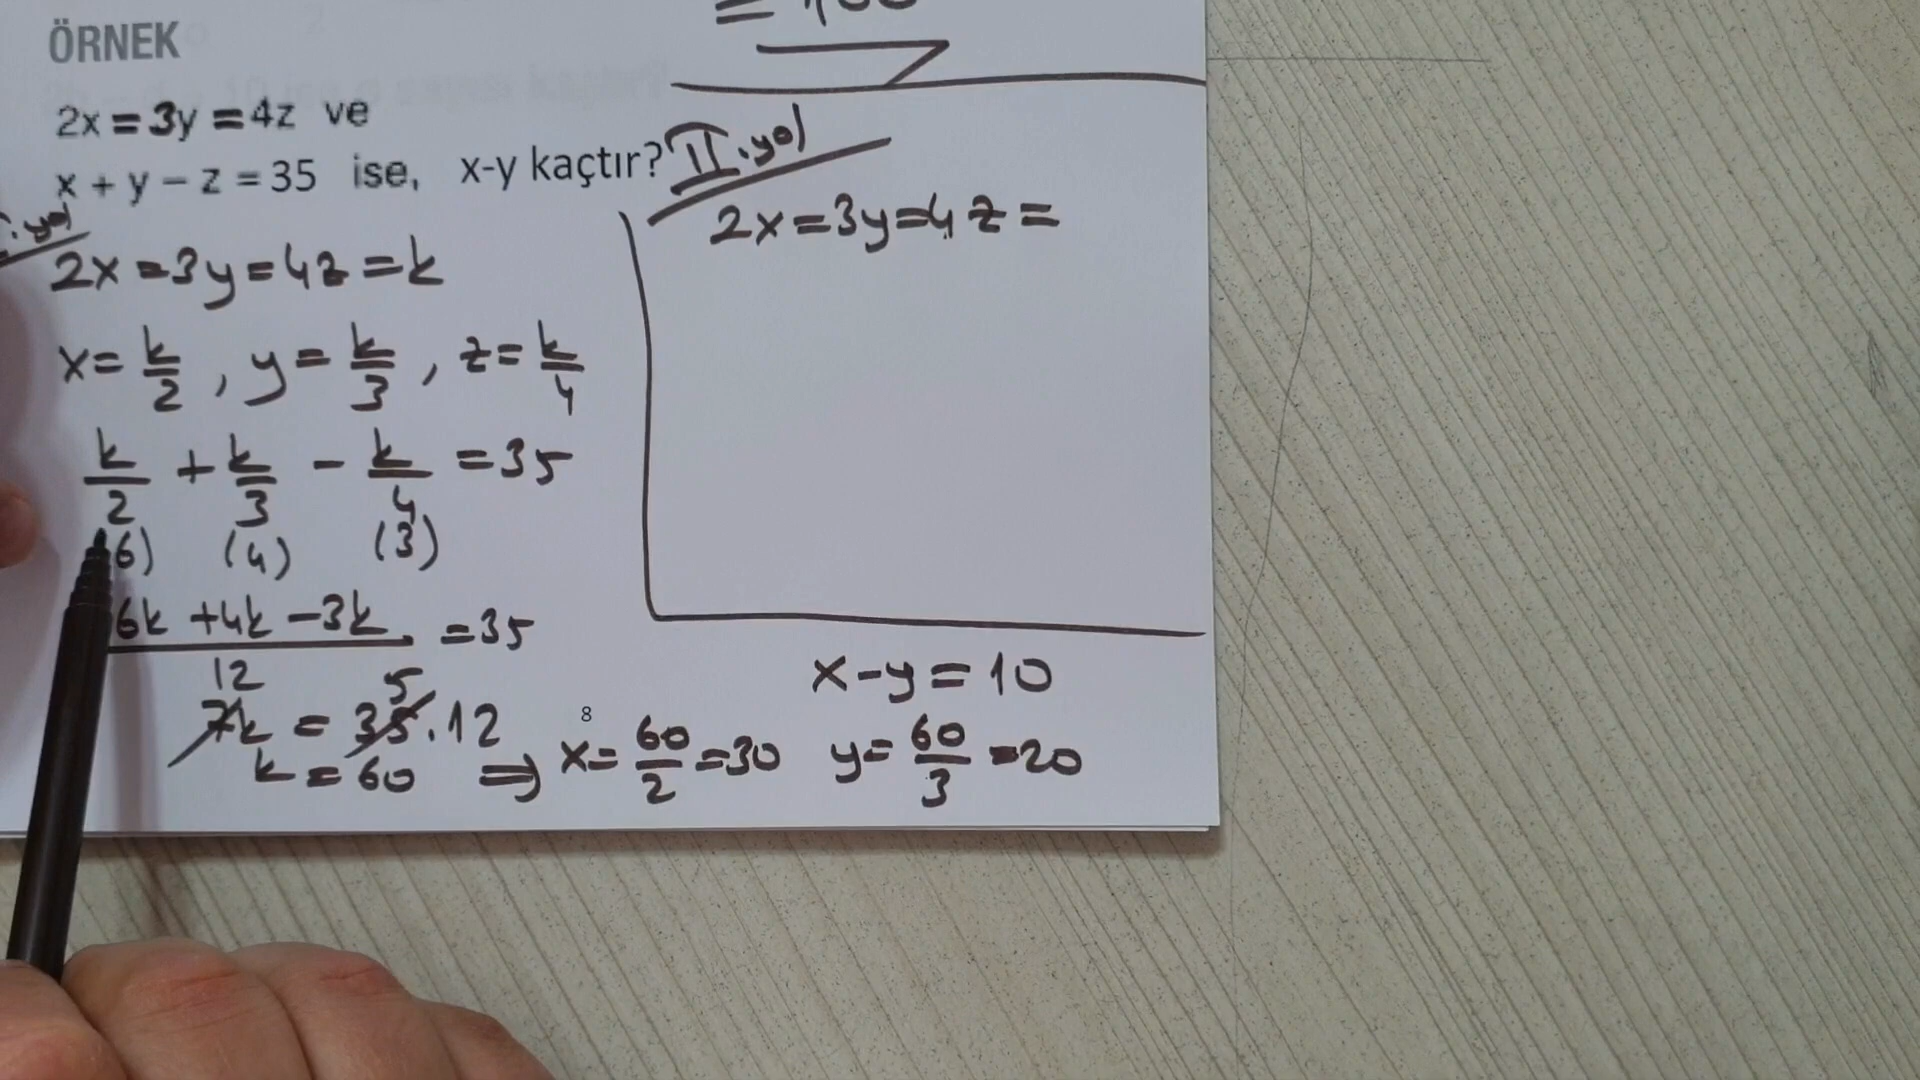 = 100
ÖRNEK
2x = 3y = 4z ve
x + y − z = 35 ise, x-y kaçtır?
.yol
2x = 3y = 4z = k
x = k/2 , y = k/3 , z = k/4
k/2 + k/3 − k/4 = 35
(6) (4) (3)
6k + 4k − 3k / 12 = 35
7k = 35.12
5
k = 60 ⇒ x = 60/2 = 30 y = 60/3 = 20
8
II.yol
2x = 3y = 4z =
x − y = 10